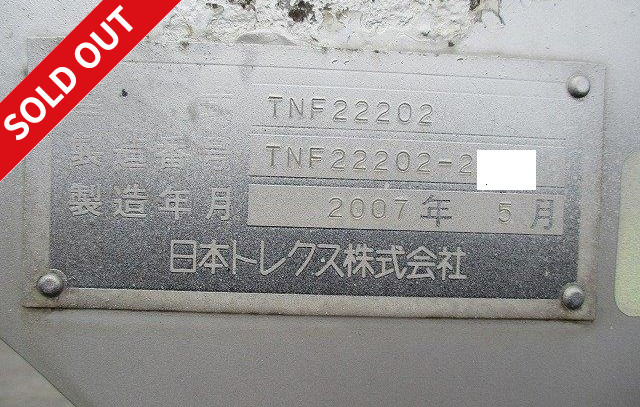 SOLD OUT
TNF22202
製造番号 TNF22202-2
製造年月 2007年 5月
日本トレクス株式会社